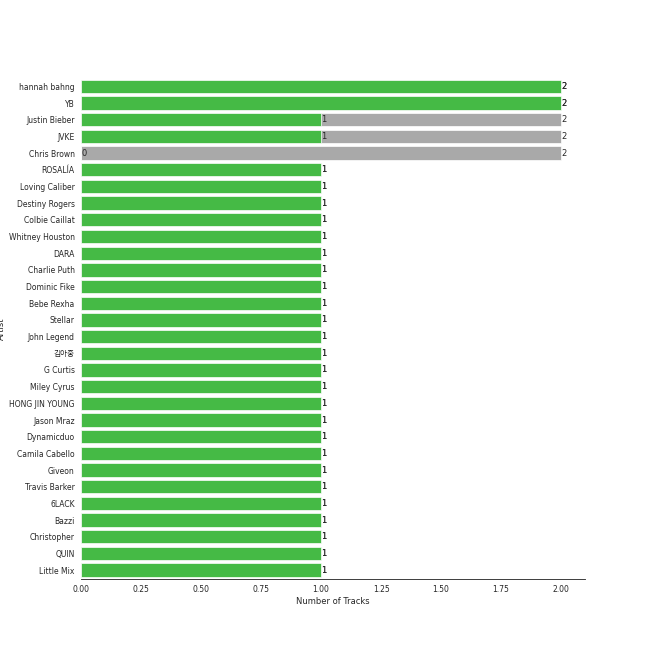 hannah bahng 2
YB 2
Justin Bieber 1 2
JVKE 1 2
Chris Brown 0 2
ROSALÍA 1
Loving Caliber 1
Destiny Rogers 1
Colbie Caillat 1
Whitney Houston 1
DARA 1
Charlie Puth 1
Dominic Fike 1
Bebe Rexha 1
Stellar 1
John Legend 1
김아중 1
G Curtis 1
Miley Cyrus 1
HONG JIN YOUNG 1
Jason Mraz 1
Dynamicduo 1
Camila Cabello 1
Giveon 1
Travis Barker 1
6LACK 1
Bazzi 1
Christopher 1
QUIN 1
Little Mix 1
Artist
0.00 0.25 0.50 0.75 1.00 1.25 1.50 1.75 2.00
Number of Tracks